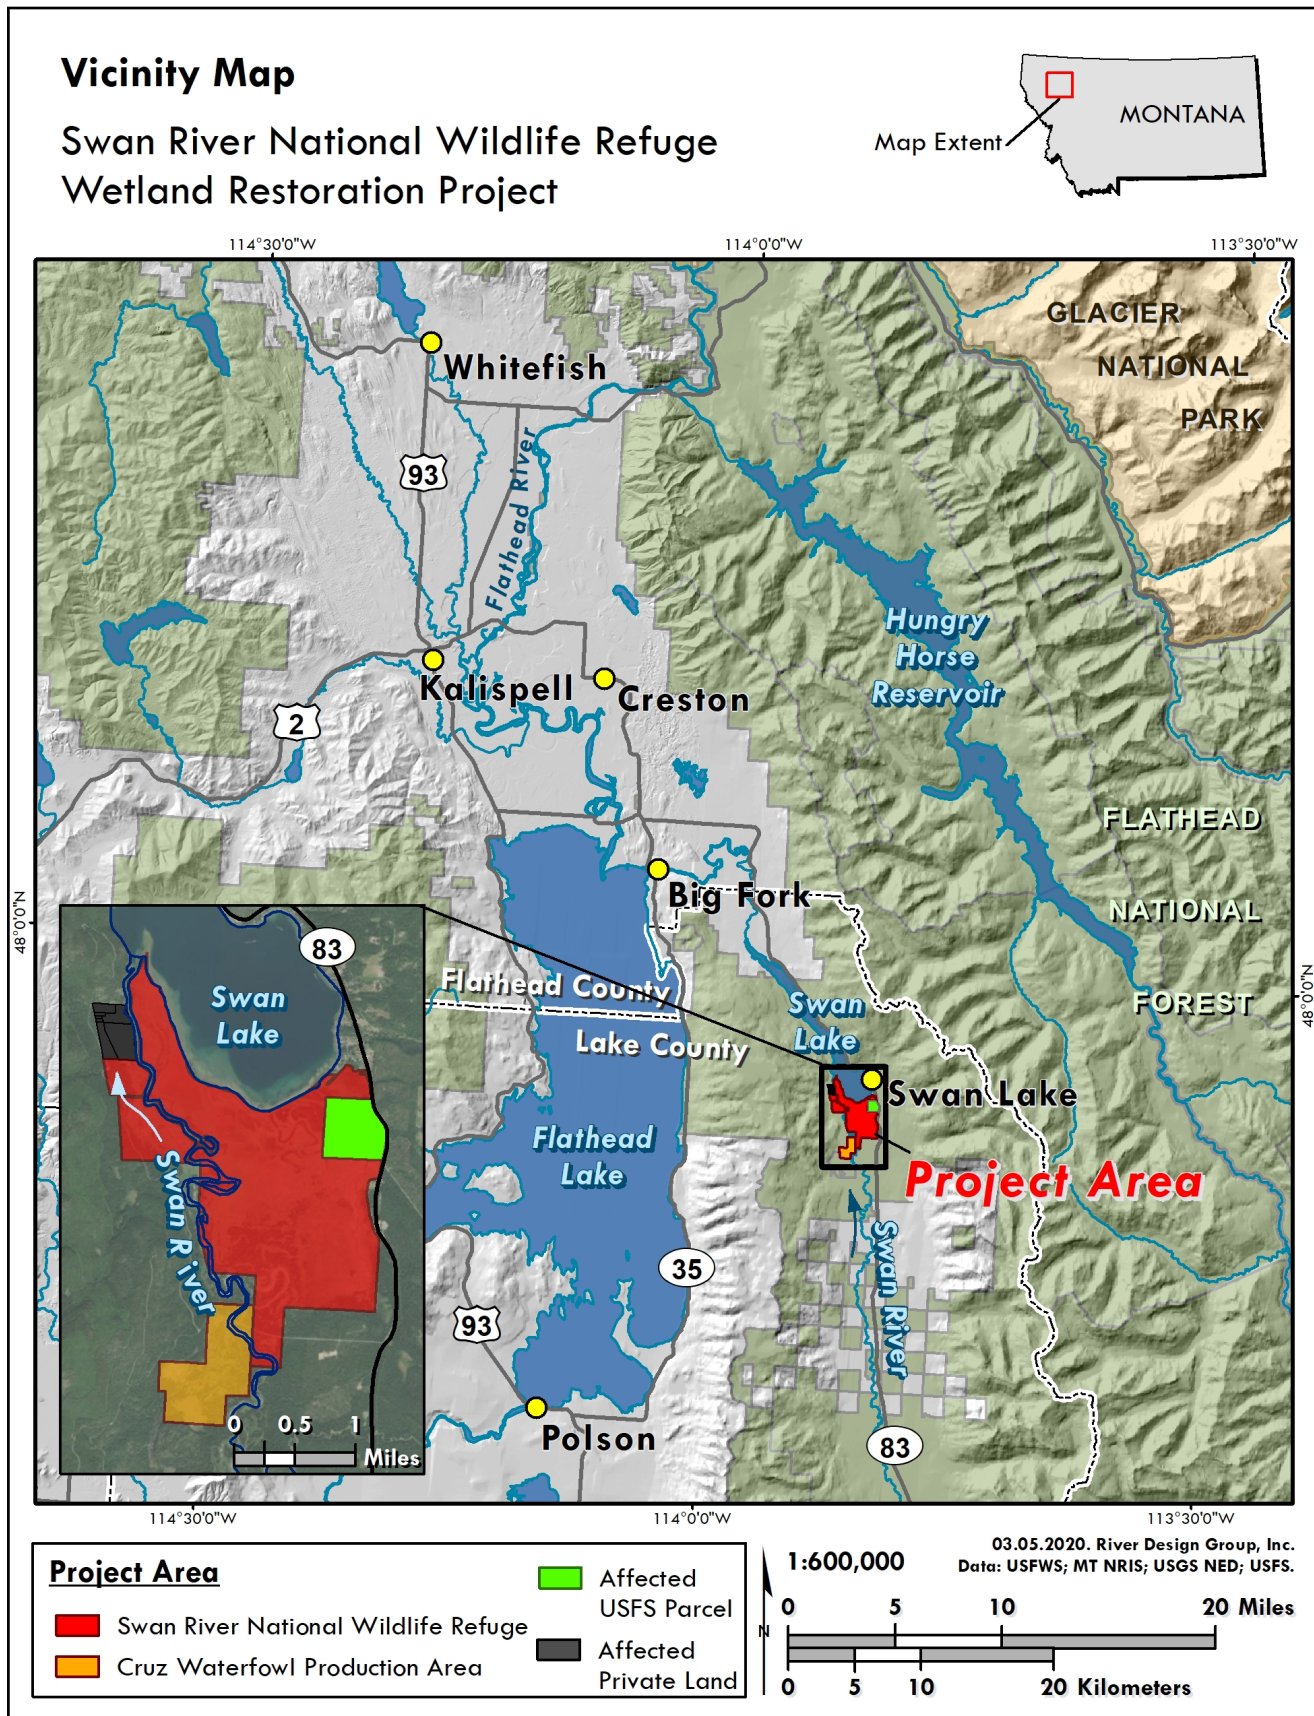 Vicinity Map
Swan River National Wildlife Refuge
Wetland Restoration Project
MONTANA
Map Extent
114°30'0"W
114°0'0"W
113°30'0"W
GLACIER
NATIONAL
PARK
Whitefish
93
Flathead River
Hungry
Horse
Reservoir
Kalispell
Creston
2
FLATHEAD
NATIONAL
FOREST
Big Fork
48°0'0"N
48°0'0"N
83
Swan
Lake
Flathead County
Lake County
Swan
Lake
Swan Lake
Project Area
Flathead
Lake
Swan River
35
93
Swan River
0 0.5 1
Miles
Polson
83
114°30'0"W
114°0'0"W
113°30'0"W
Project Area
Swan River National Wildlife Refuge
Cruz Waterfowl Production Area
Affected
USFS Parcel
Affected
Private Land
N
1:600,000
03.05.2020. River Design Group, Inc.
Data: USFWS; MT NRIS; USGS NED; USFS.
0 5 10 20 Miles
0 5 10 20 Kilometers